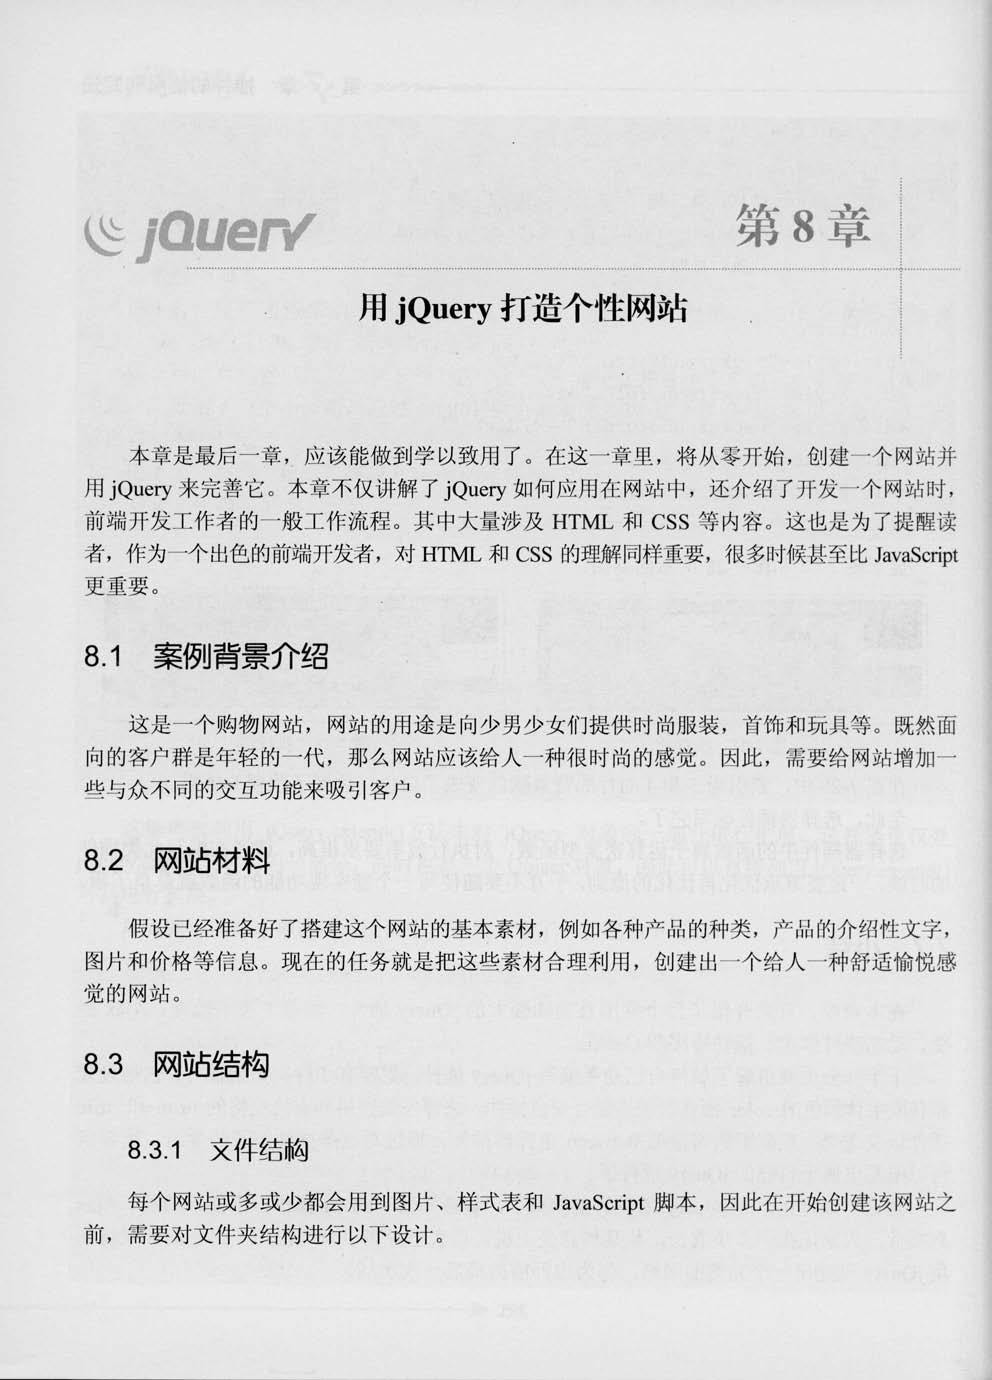 jQuery
第 8 章
用 jQuery 打造个性网站
本章是最后一章，应该能做到学以致用了。在这一章里，将从零开始，创建一个网站并
用 jQuery 来完善它。本章不仅讲解了 jQuery 如何应用在网站中，还介绍了开发一个网站时，
前端开发工作者的一般工作流程。其中大量涉及 HTML 和 CSS 等内容。这也是为了提醒读
者，作为一个出色的前端开发者，对 HTML 和 CSS 的理解同样重要，很多时候甚至比 JavaScript
更重要。
8.1 案例背景介绍
这是一个购物网站，网站的用途是向少男少女们提供时尚服装，首饰和玩具等。既然面
向的客户群是年轻的一代，那么网站应该给人一种很时尚的感觉。因此，需要给网站增加一
些与众不同的交互功能来吸引客户。
8.2 网站材料
假设已经准备好了搭建这个网站的基本素材，例如各种产品的种类，产品的介绍性文字，
图片和价格等信息。现在的任务就是把这些素材合理利用，创建出一个给人一种舒适愉悦感
觉的网站。
8.3 网站结构
8.3.1 文件结构
每个网站或多或少都会用到图片、样式表和 JavaScript 脚本，因此在开始创建该网站之
前，需要对文件夹结构进行以下设计。